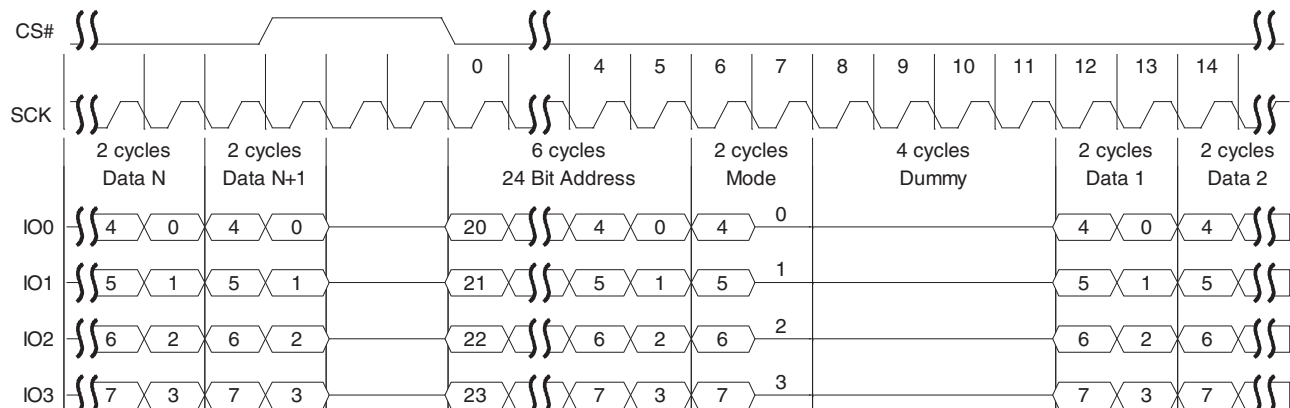 CS#
0 4 5 6 7 8 9 10 11 12 13 14
SCK
2 cycles 2 cycles 6 cycles 2 cycles 4 cycles 2 cycles 2 cycles
Data N Data N+1 24 Bit Address Mode Dummy Data 1 Data 2
IO0 4 0 4 0 20 4 0 4 0 4 0 4
IO1 5 1 5 1 21 5 1 5 1 5 1 5
IO2 6 2 6 2 22 6 2 6 2 6 2 6
IO3 7 3 7 3 23 7 3 7 3 7 3 7